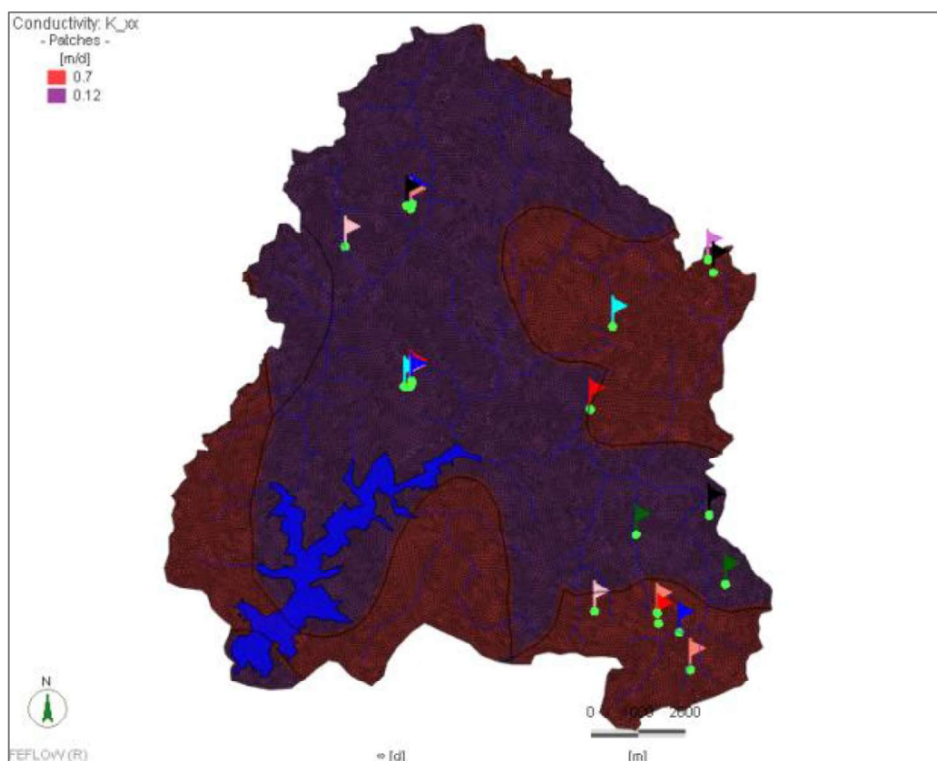 Conductivity: K_xx
- Patches -
[m/d]
0.7
0.12
N
0 1000 2000
FEFLOW (R)
∞ [d]
[m]